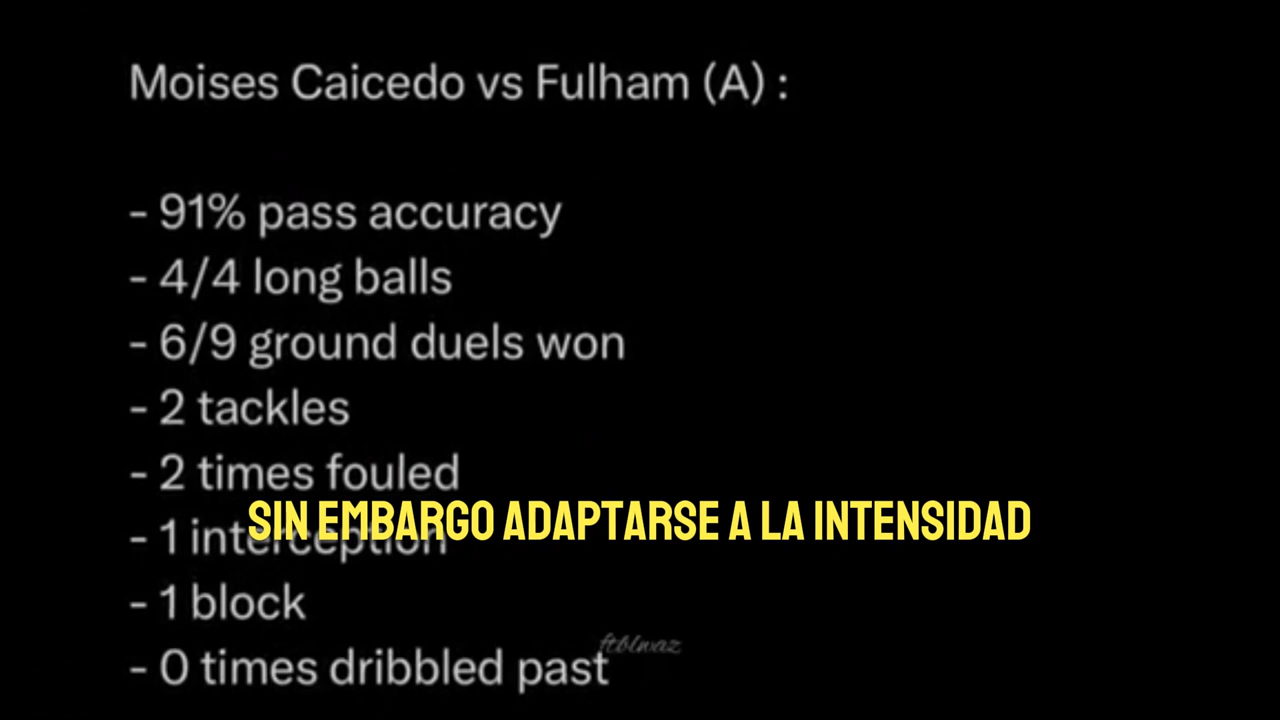 Moises Caicedo vs Fulham (A) :
- 91% pass accuracy
- 4/4 long balls
- 6/9 ground duels won
- 2 tackles
- 2 times fouled
SIN EMBARGO ADAPTARSE A LA INTENSIDAD
- 1 interception
- 1 block
ftblwaz
- 0 times dribbled past